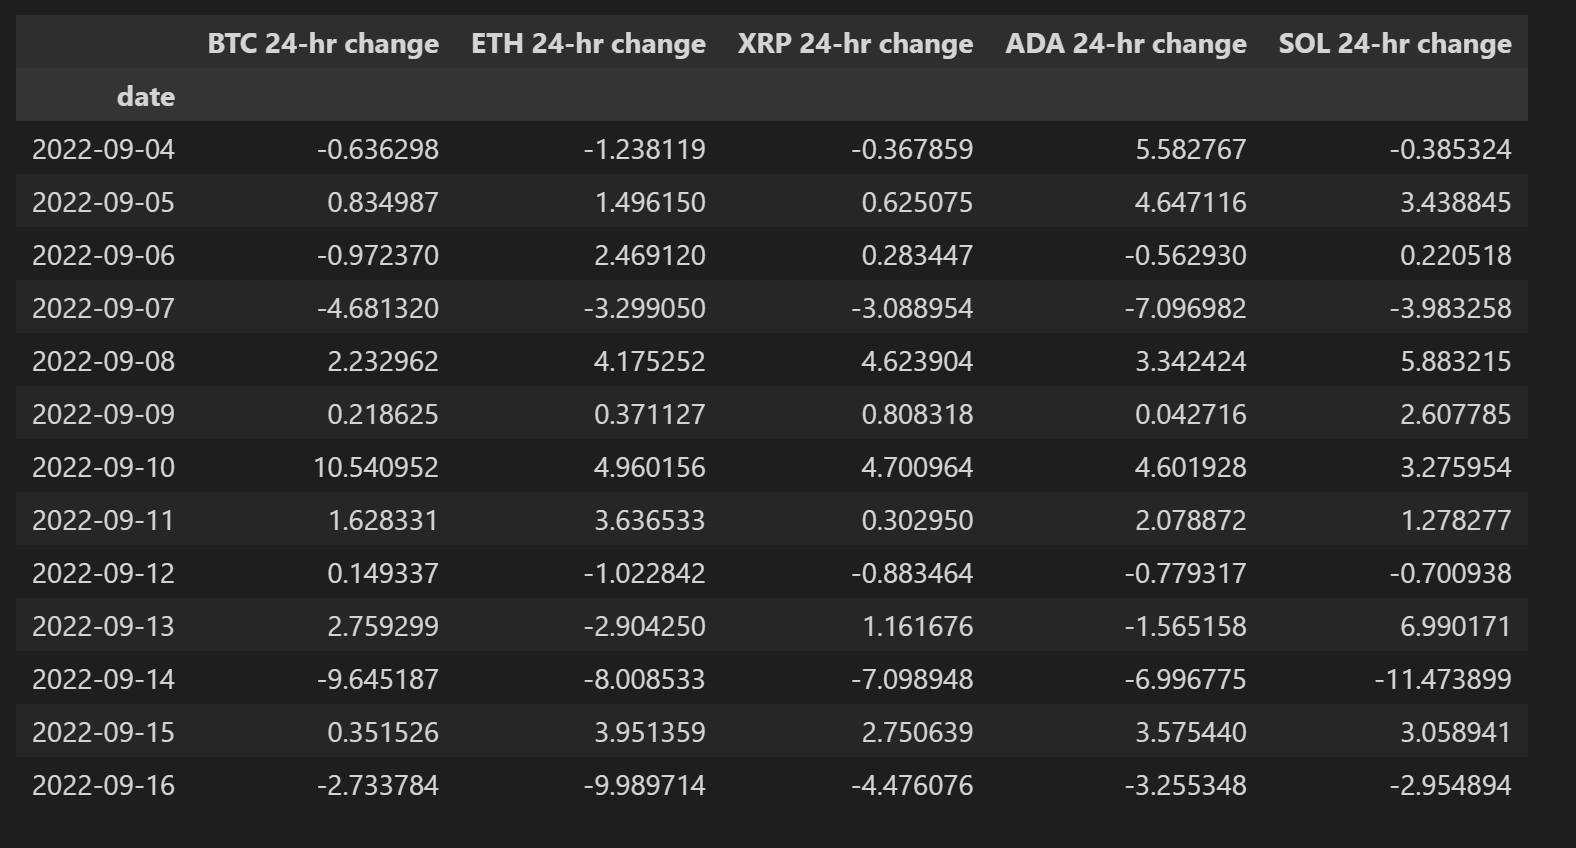 BTC 24-hr change ETH 24-hr change XRP 24-hr change ADA 24-hr change SOL 24-hr change
date
2022-09-04 -0.636298 -1.238119 -0.367859 5.582767 -0.385324
2022-09-05 0.834987 1.496150 0.625075 4.647116 3.438845
2022-09-06 -0.972370 2.469120 0.283447 -0.562930 0.220518
2022-09-07 -4.681320 -3.299050 -3.088954 -7.096982 -3.983258
2022-09-08 2.232962 4.175252 4.623904 3.342424 5.883215
2022-09-09 0.218625 0.371127 0.808318 0.042716 2.607785
2022-09-10 10.540952 4.960156 4.700964 4.601928 3.275954
2022-09-11 1.628331 3.636533 0.302950 2.078872 1.278277
2022-09-12 0.149337 -1.022842 -0.883464 -0.779317 -0.700938
2022-09-13 2.759299 -2.904250 1.161676 -1.565158 6.990171
2022-09-14 -9.645187 -8.008533 -7.098948 -6.996775 -11.473899
2022-09-15 0.351526 3.951359 2.750639 3.575440 3.058941
2022-09-16 -2.733784 -9.989714 -4.476076 -3.255348 -2.954894